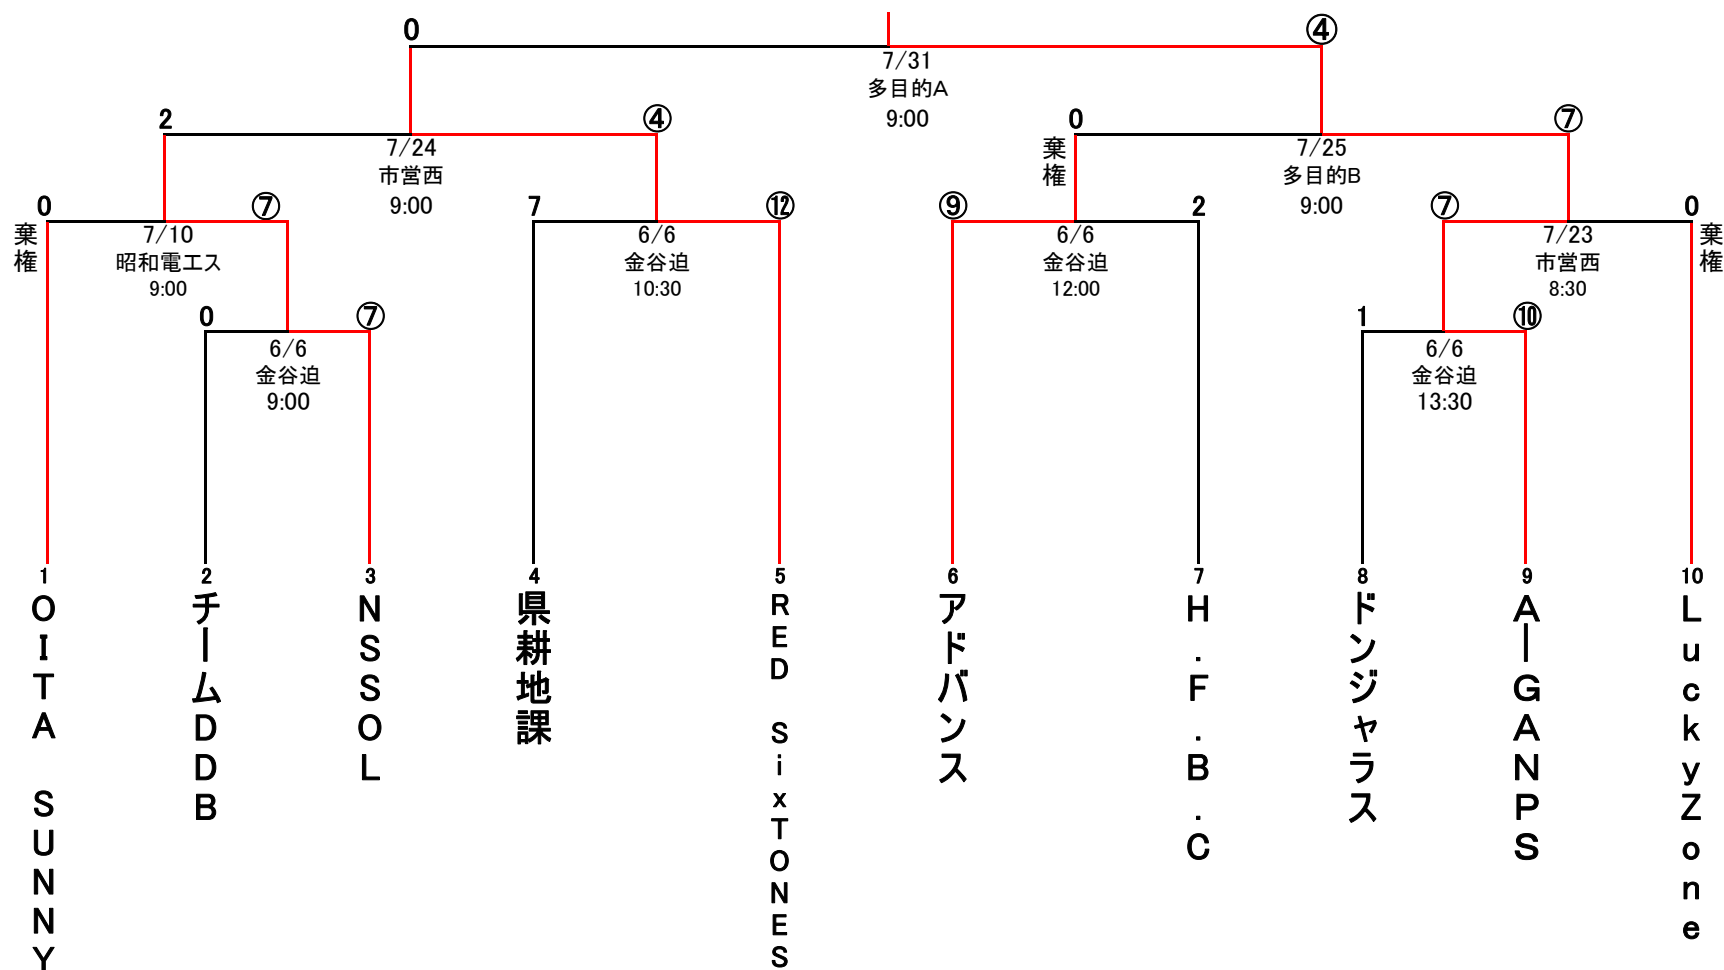 0
④
7/31
多目的A
9:00
2
④
7/24
市営西
9:00
0
棄権
⑦
7/25
多目的B
9:00
0
棄権
⑦
7/10
昭和電エス
9:00
7
⑫
6/6
金谷迫
10:30
⑨
2
6/6
金谷迫
12:00
⑦
0
棄権
7/23
市営西
8:30
0
⑦
6/6
金谷迫
9:00
1
⑩
6/6
金谷迫
13:30
1
OITA SUNNY
2
チームDDB
3
NSSOL
4
県耕地課
5
RED SixTONES
6
アドバンス
7
H.F.B.C
8
ドンジャラス
9
A―GANPS
10
LuckyZone